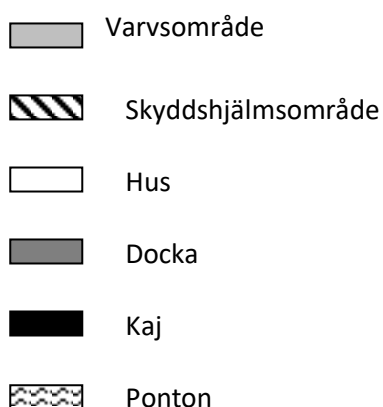 Varvsområde
Skyddshjälmsområde
Hus
Docka
Kaj
Ponton